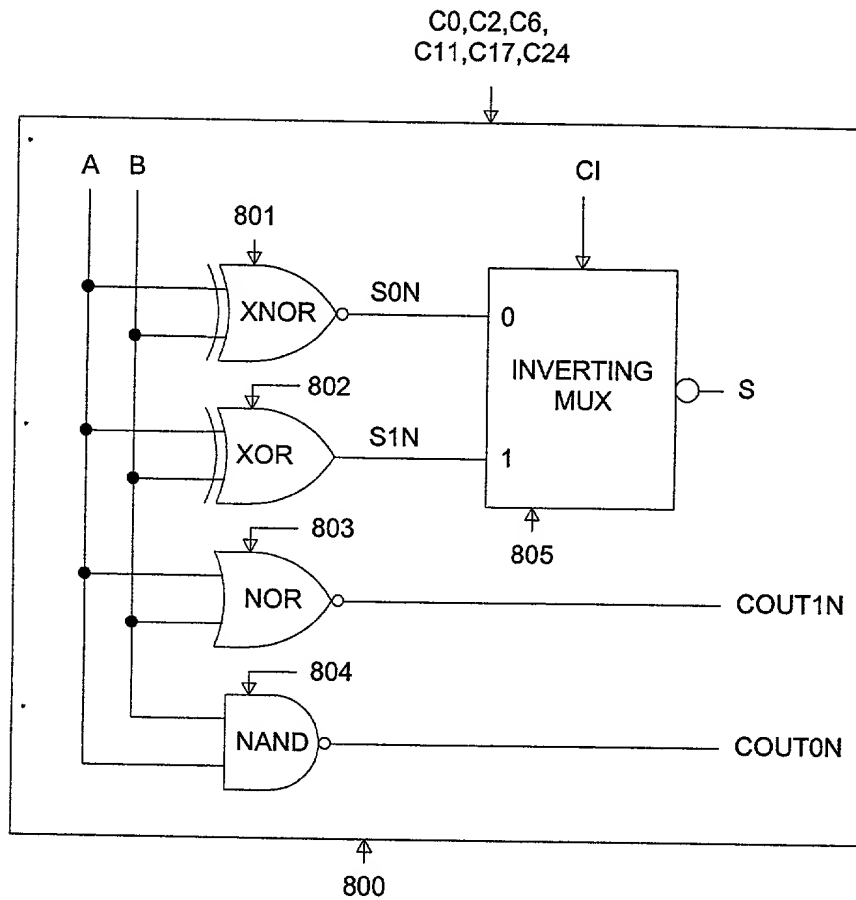 C0,C2,C6,
C11,C17,C24
A B CI
801
XNOR S0N 0
INVERTING
MUX
S
802
XOR S1N 1
803 805
NOR COUT1N
804
NAND COUT0N
800